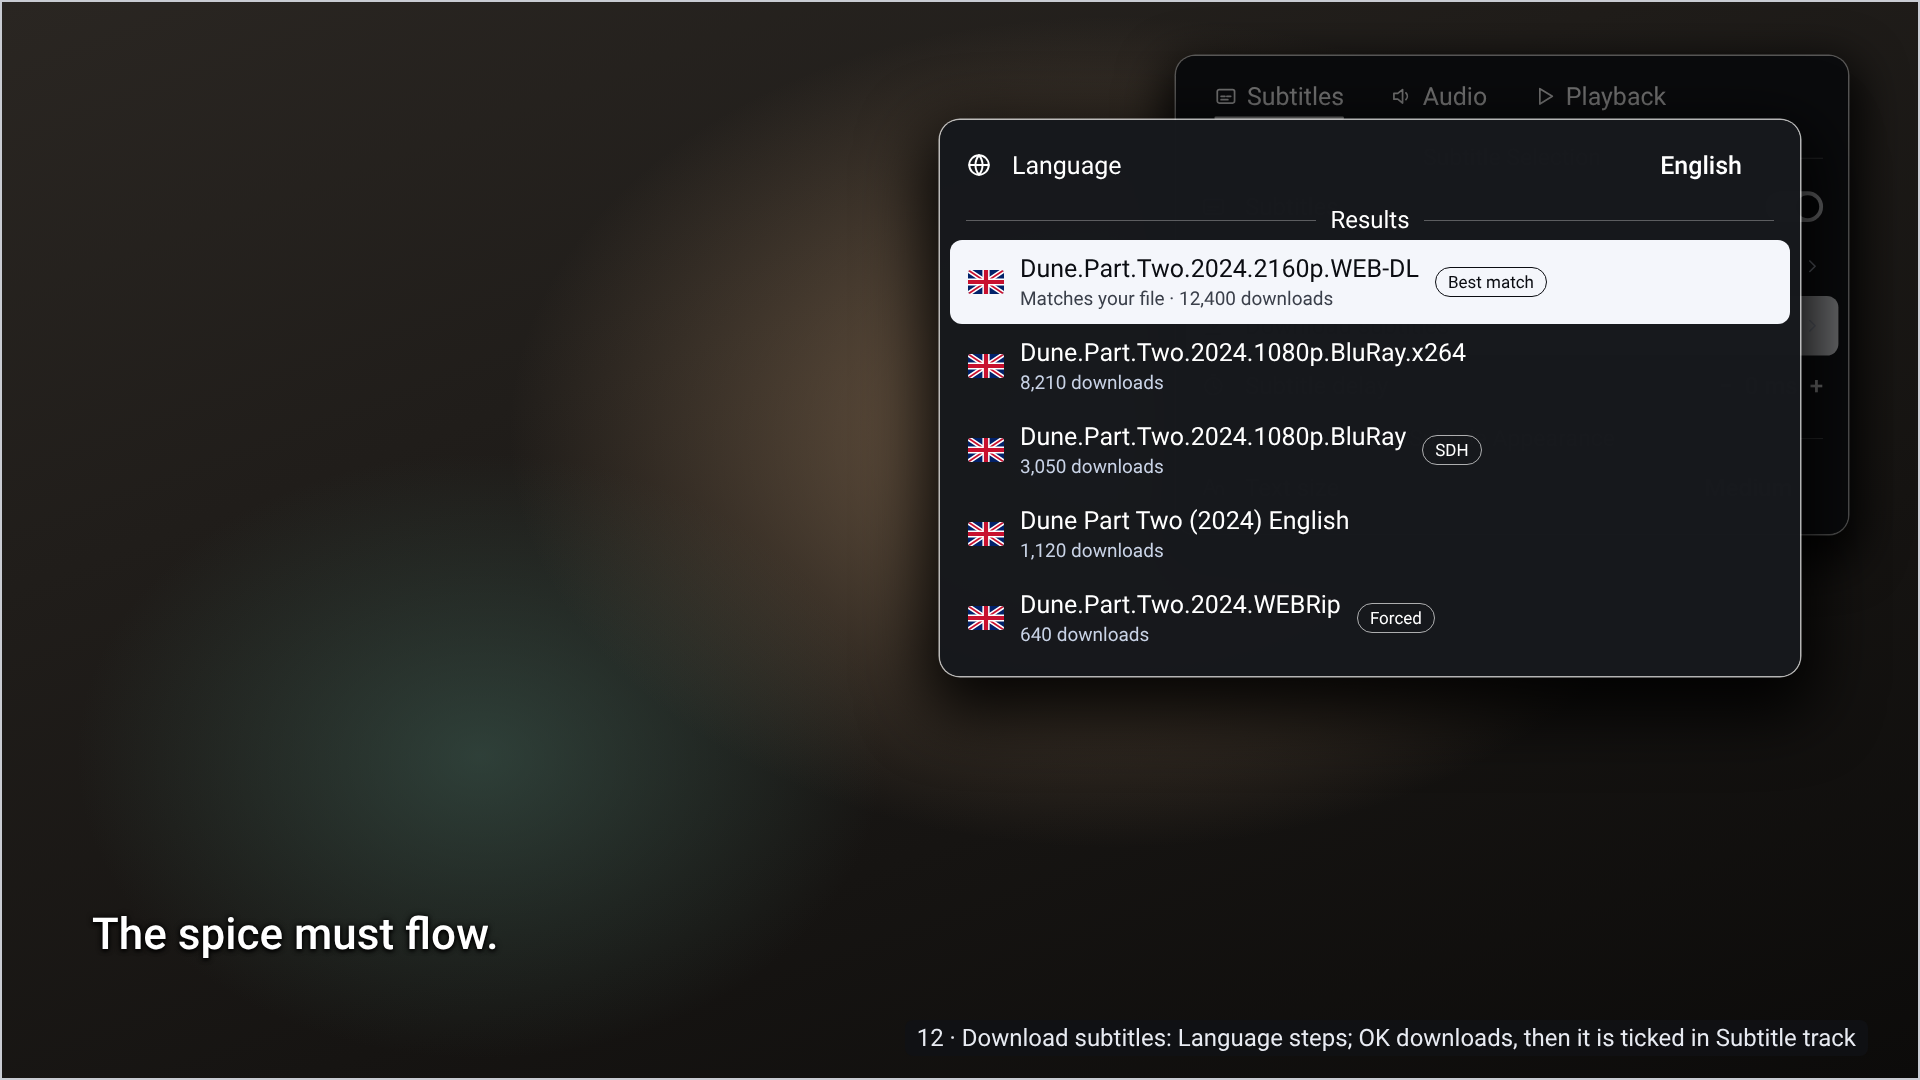 Subtitles Audio Playback
Language English
Results
Dune.Part.Two.2024.2160p.WEB-DL Best match
Matches your file · 12,400 downloads
Dune.Part.Two.2024.1080p.BluRay.x264
8,210 downloads
Dune.Part.Two.2024.1080p.BluRay SDH
3,050 downloads
Dune Part Two (2024) English
1,120 downloads
Dune.Part.Two.2024.WEBRip Forced
640 downloads
The spice must flow.
12 · Download subtitles: Language steps; OK downloads, then it is ticked in Subtitle track